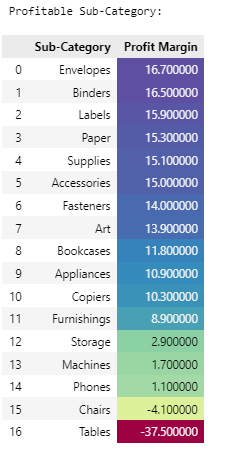 Profitable Sub-Category:
Sub-Category Profit Margin
0 Envelopes 16.700000
1 Binders 16.500000
2 Labels 15.900000
3 Paper 15.300000
4 Supplies 15.100000
5 Accessories 15.000000
6 Fasteners 14.000000
7 Art 13.900000
8 Bookcases 11.800000
9 Appliances 10.900000
10 Copiers 10.300000
11 Furnishings 8.900000
12 Storage 2.900000
13 Machines 1.700000
14 Phones 1.100000
15 Chairs -4.100000
16 Tables -37.500000